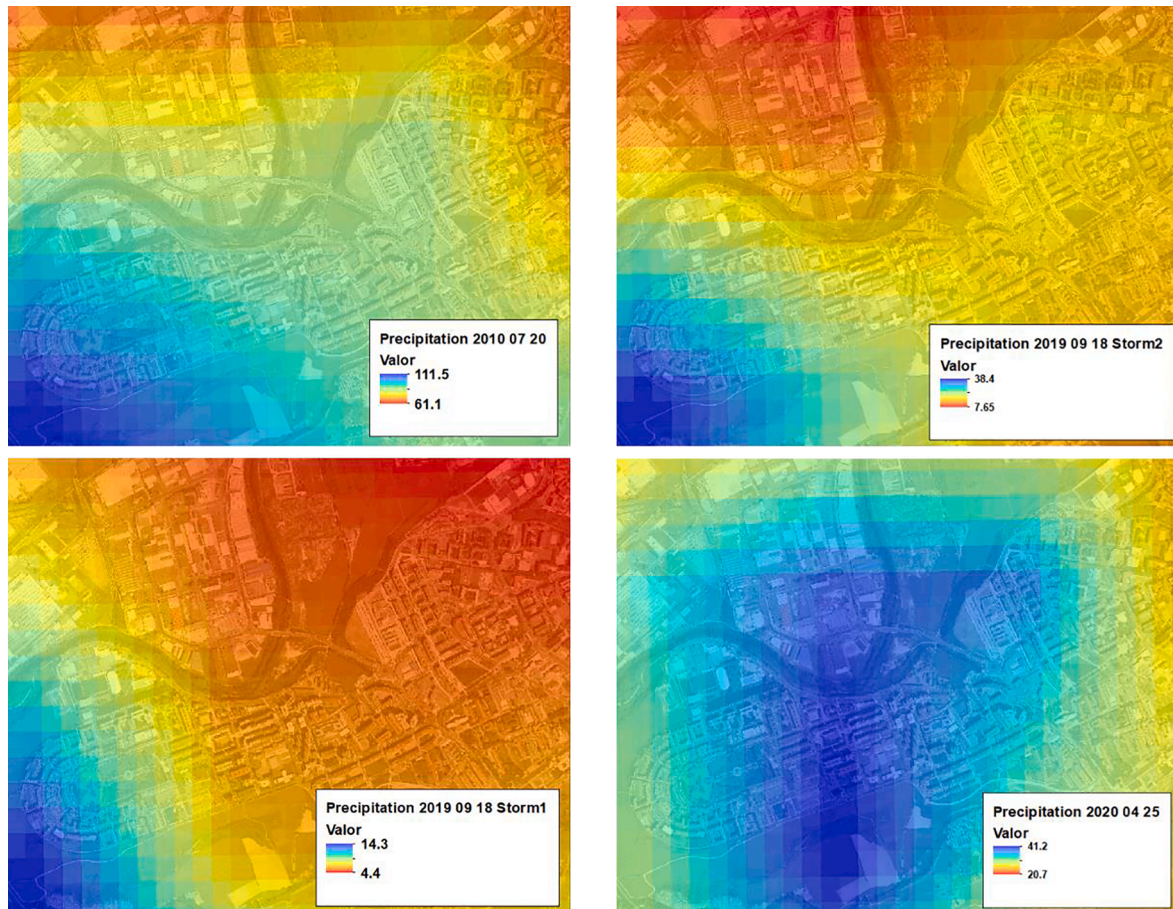 Precipitation 2010 07 20
Valor
111.5
61.1
Precipitation 2019 09 18 Storm2
Valor
38.4
7.65
Precipitation 2019 09 18 Storm1
Valor
14.3
4.4
Precipitation 2020 04 25
Valor
41.2
20.7